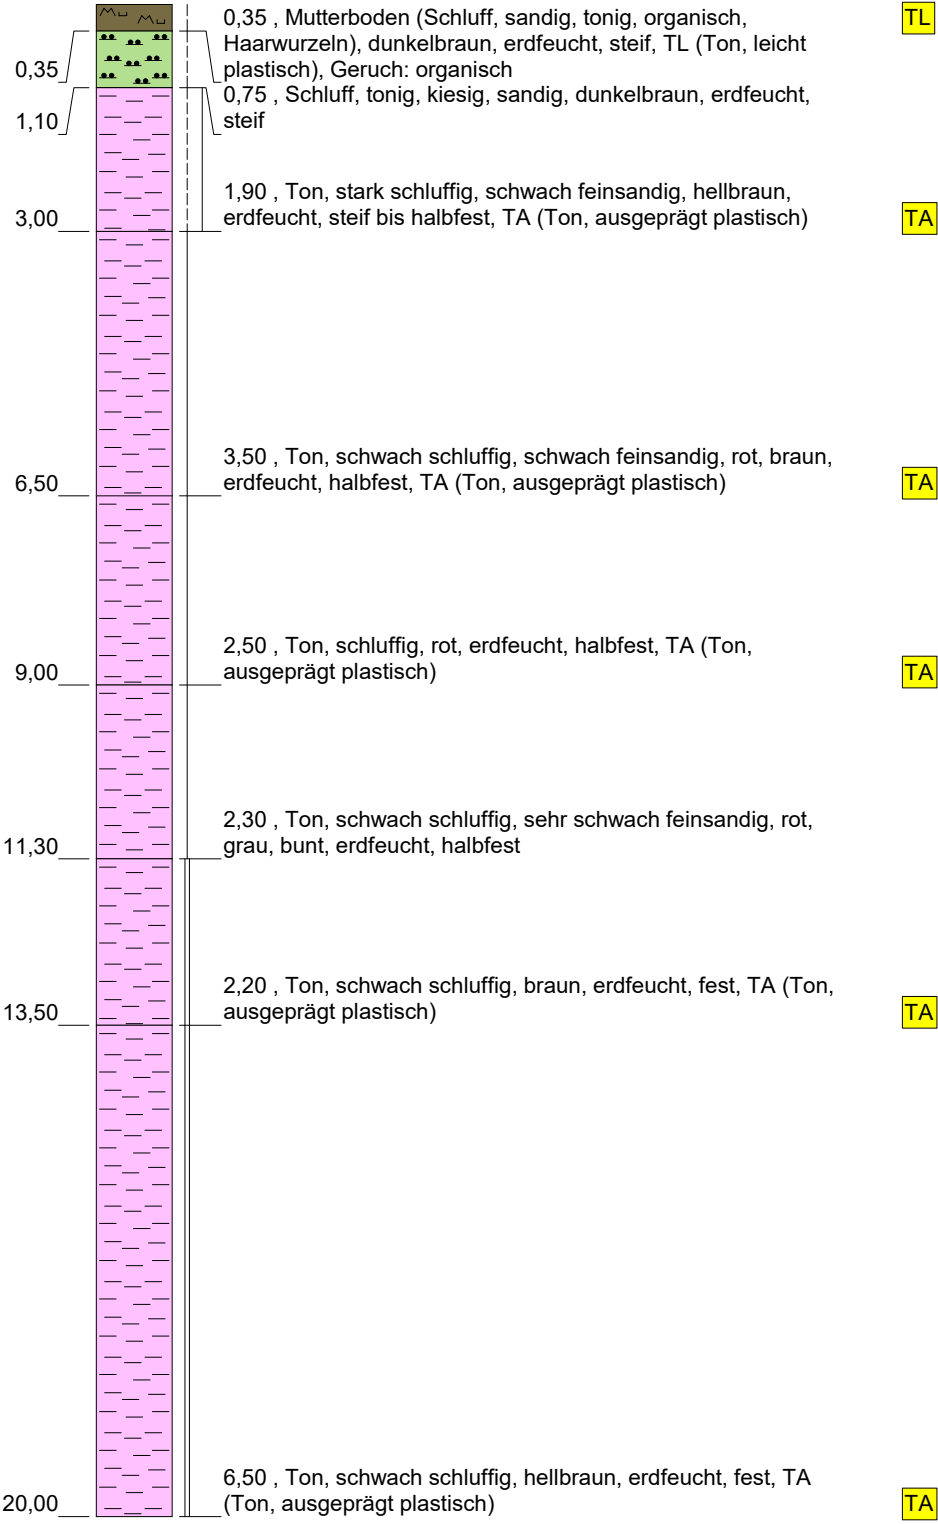 0,35 , Mutterboden (Schluff, sandig, tonig, organisch,
TL
Haarwurzeln), dunkelbraun, erdfeucht, steif, TL (Ton, leicht
0,35
plastisch), Geruch: organisch
0,75 , Schluff, tonig, kiesig, sandig, dunkelbraun, erdfeucht,
1,10
steif
1,90 , Ton, stark schluffig, schwach feinsandig, hellbraun,
3,00
erdfeucht, steif bis halbfest, TA (Ton, ausgeprägt plastisch)
TA
3,50 , Ton, schwach schluffig, schwach feinsandig, rot, braun,
6,50
erdfeucht, halbfest, TA (Ton, ausgeprägt plastisch)
TA
2,50 , Ton, schluffig, rot, erdfeucht, halbfest, TA (Ton,
9,00
ausgeprägt plastisch)
TA
2,30 , Ton, schwach schluffig, sehr schwach feinsandig, rot,
11,30
grau, bunt, erdfeucht, halbfest
2,20 , Ton, schwach schluffig, braun, erdfeucht, fest, TA (Ton,
13,50
ausgeprägt plastisch)
TA
6,50 , Ton, schwach schluffig, hellbraun, erdfeucht, fest, TA
20,00
(Ton, ausgeprägt plastisch)
TA